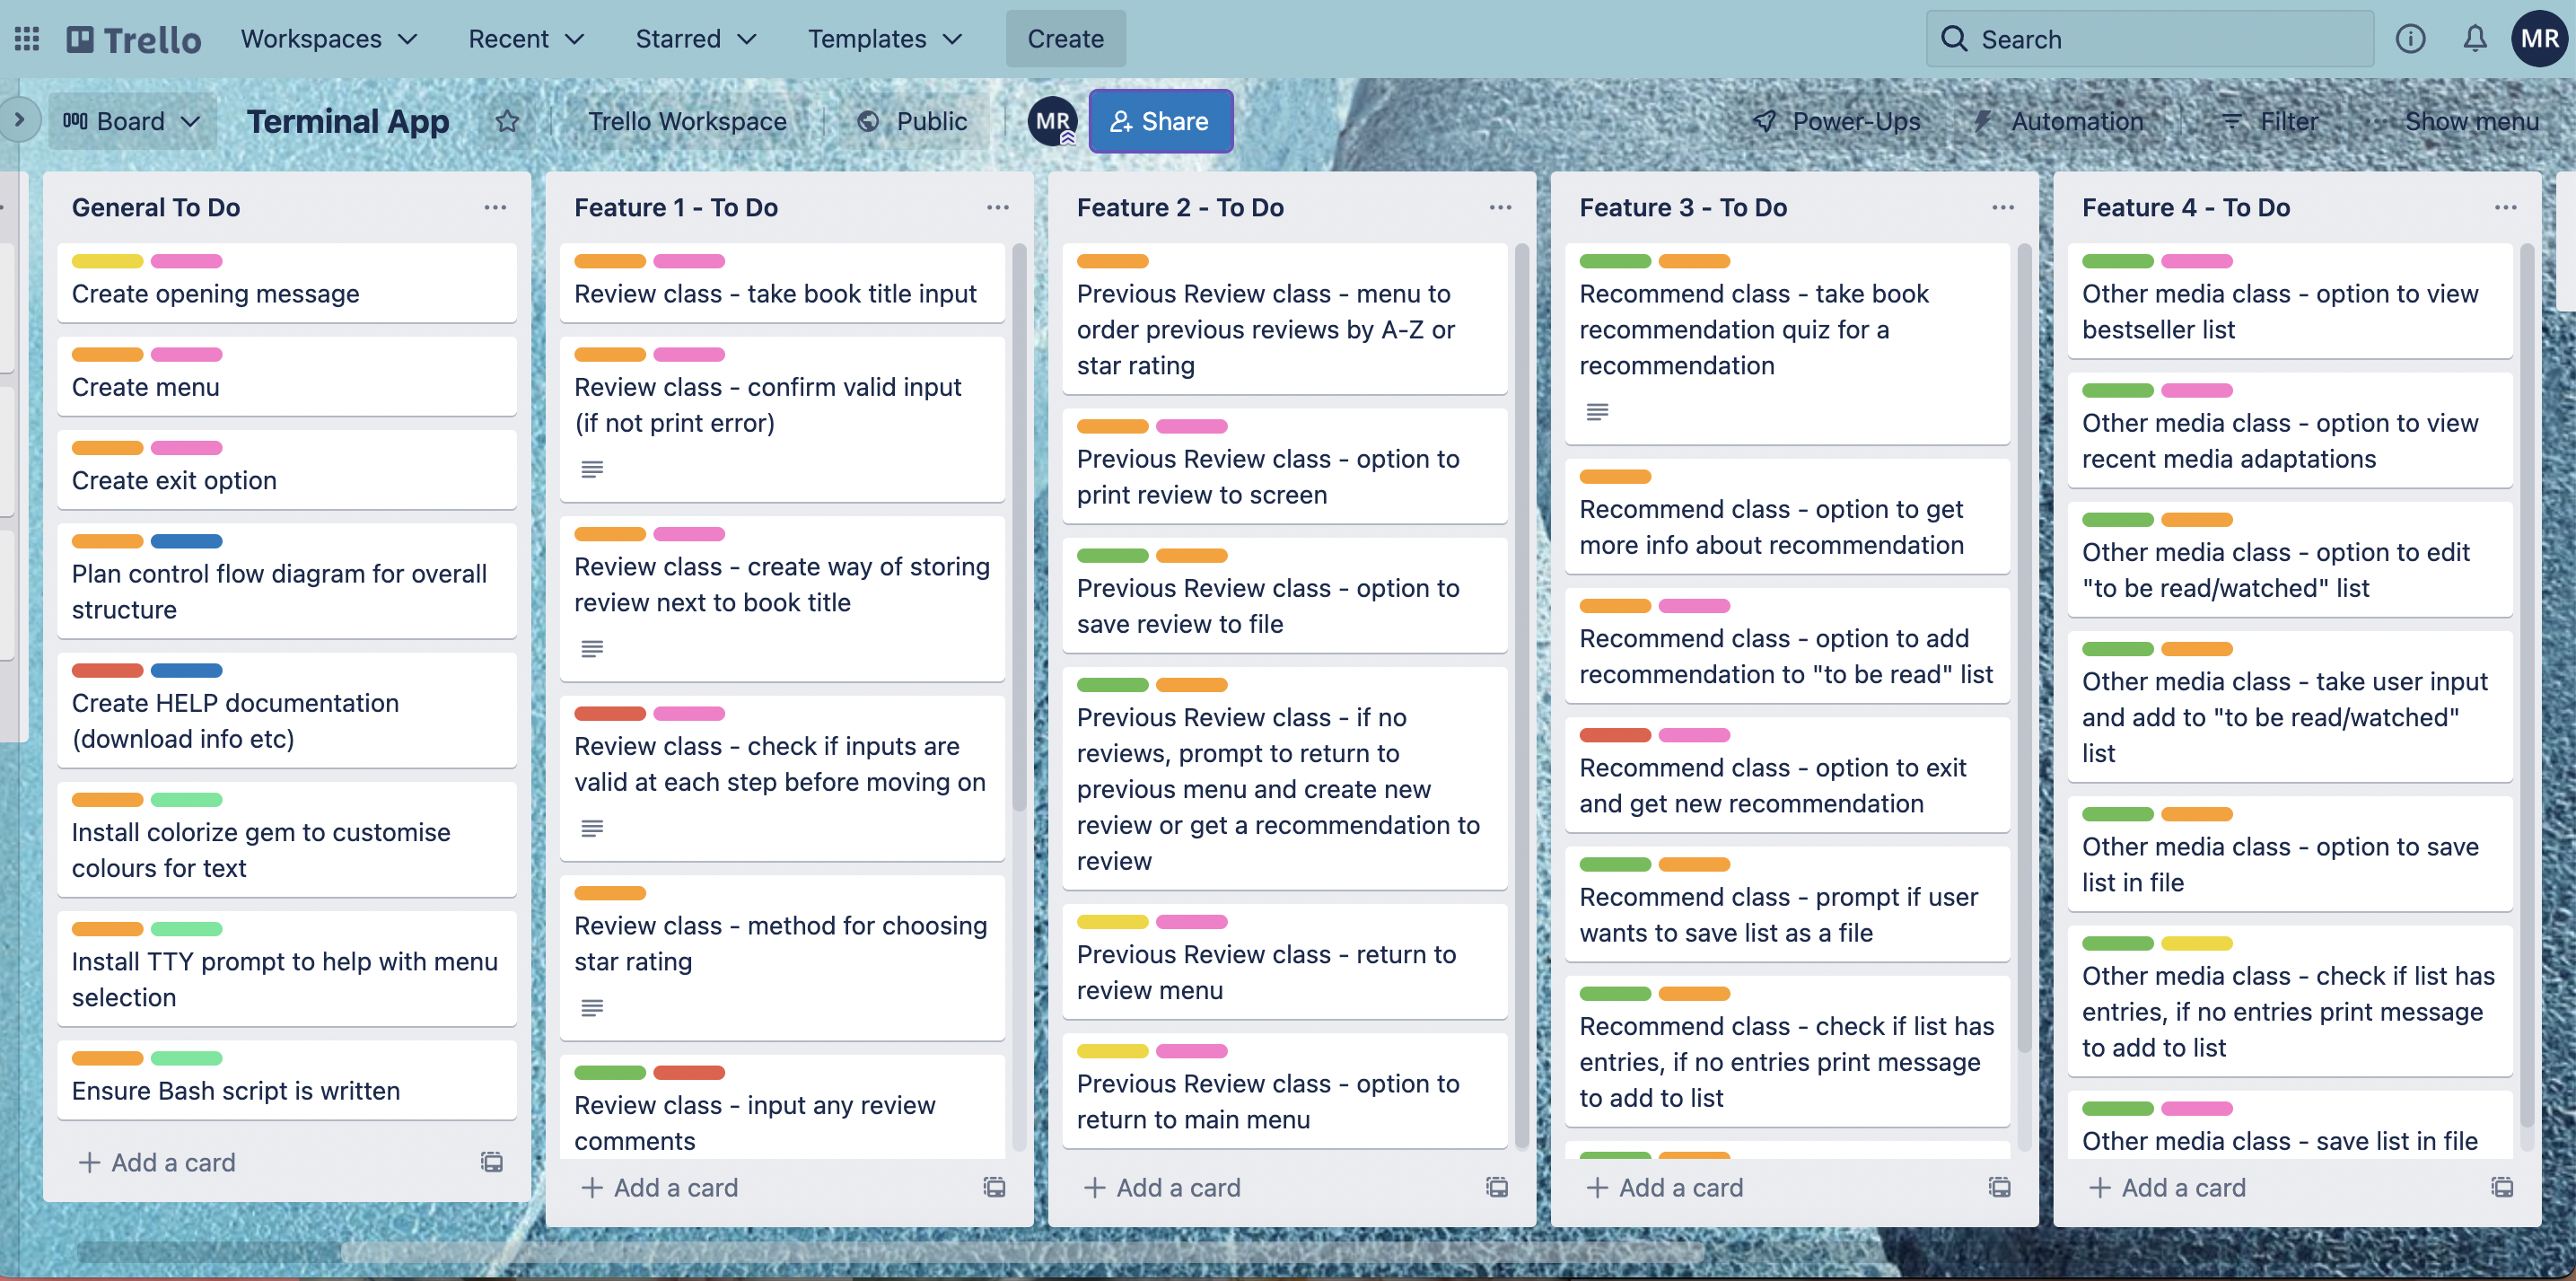 Trello
Workspaces
Recent
Starred
Templates
Create
Search
MR
Board
Terminal App
Trello Workspace
Public
MR
Share
Power-Ups
Automation
Filter
Show menu
General To Do
Create opening message
Create menu
Create exit option
Plan control flow diagram for overall
structure
Create HELP documentation
(download info etc)
Install colorize gem to customise
colours for text
Install TTY prompt to help with menu
selection
Ensure Bash script is written
+ Add a card
Feature 1 - To Do
Review class - take book title input
Review class - confirm valid input
(if not print error)
Review class - create way of storing
review next to book title
Review class - check if inputs are
valid at each step before moving on
Review class - method for choosing
star rating
Review class - input any review
comments
+ Add a card
Feature 2 - To Do
Previous Review class - menu to
order previous reviews by A-Z or
star rating
Previous Review class - option to
print review to screen
Previous Review class - option to
save review to file
Previous Review class - if no
reviews, prompt to return to
previous menu and create new
review or get a recommendation to
review
Previous Review class - return to
review menu
Previous Review class - option to
return to main menu
+ Add a card
Feature 3 - To Do
Recommend class - take book
recommendation quiz for a
recommendation
Recommend class - option to get
more info about recommendation
Recommend class - option to add
recommendation to "to be read" list
Recommend class - option to exit
and get new recommendation
Recommend class - prompt if user
wants to save list as a file
Recommend class - check if list has
entries, if no entries print message
to add to list
+ Add a card
Feature 4 - To Do
Other media class - option to view
bestseller list
Other media class - option to view
recent media adaptations
Other media class - option to edit
"to be read/watched" list
Other media class - take user input
and add to "to be read/watched"
list
Other media class - option to save
list in file
Other media class - check if list has
entries, if no entries print message
to add to list
Other media class - save list in file
+ Add a card